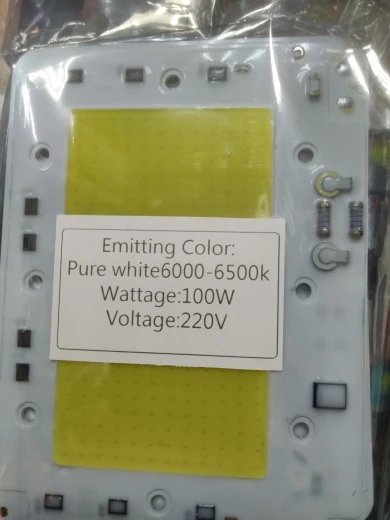 Emitting Color:
Pure white6000-6500k
Wattage:100W
Voltage:220V